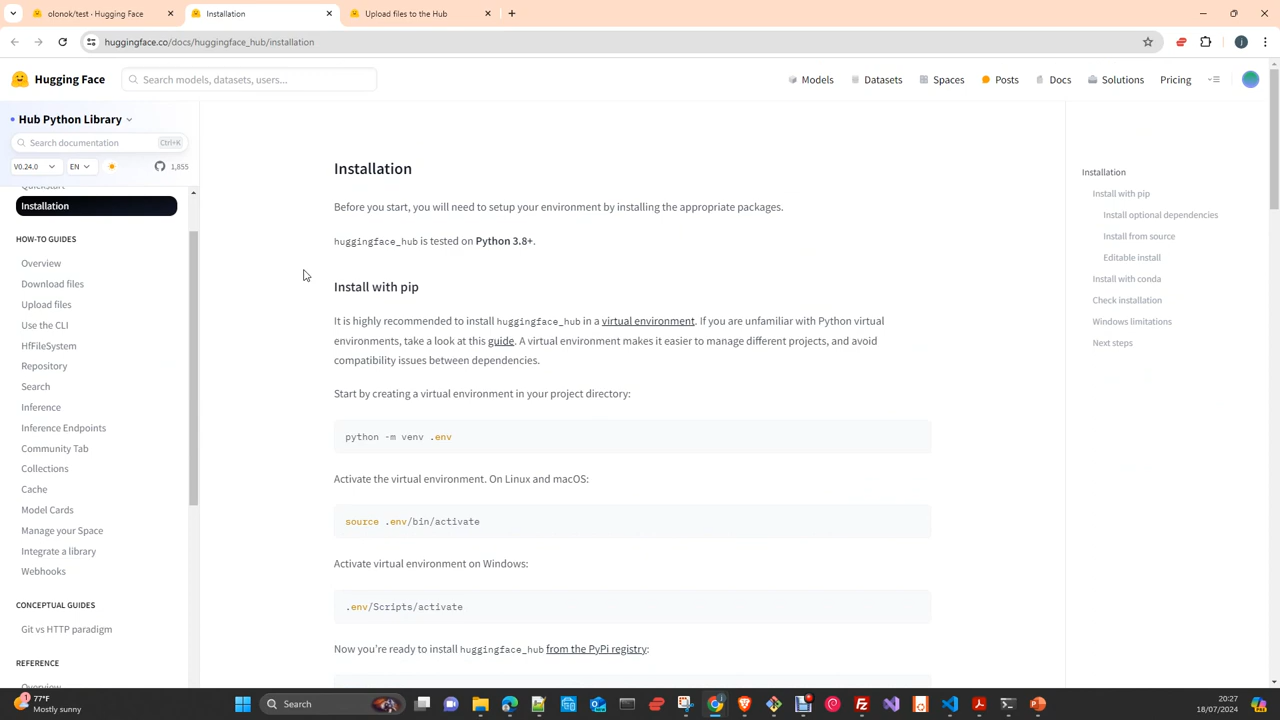 olonok/test · Hugging Face
Installation
Upload files to the Hub
huggingface.co/docs/huggingface_hub/installation
Hugging Face
Search models, datasets, users...
Models
Datasets
Spaces
Posts
Docs
Solutions
Pricing
Hub Python Library
Search documentation
Ctrl+K
V0.24.0
EN
1,855
Quickstart
Installation
HOW-TO GUIDES
Overview
Download files
Upload files
Use the CLI
HfFileSystem
Repository
Search
Inference
Inference Endpoints
Community Tab
Collections
Cache
Model Cards
Manage your Space
Integrate a library
Webhooks
CONCEPTUAL GUIDES
Git vs HTTP paradigm
REFERENCE
Overview
Installation
Before you start, you will need to setup your environment by installing the appropriate packages.
huggingface_hub is tested on Python 3.8+.
Install with pip
It is highly recommended to install huggingface_hub in a virtual environment. If you are unfamiliar with Python virtual
environments, take a look at this guide. A virtual environment makes it easier to manage different projects, and avoid
compatibility issues between dependencies.
Start by creating a virtual environment in your project directory:
python -m venv .env
Activate the virtual environment. On Linux and macOS:
source .env/bin/activate
Activate virtual environment on Windows:
.env/Scripts/activate
Now you're ready to install huggingface_hub from the PyPi registry:
Installation
Install with pip
Install optional dependencies
Install from source
Editable install
Install with conda
Check installation
Windows limitations
Next steps
77°F
Mostly sunny
Search
20:27
18/07/2024